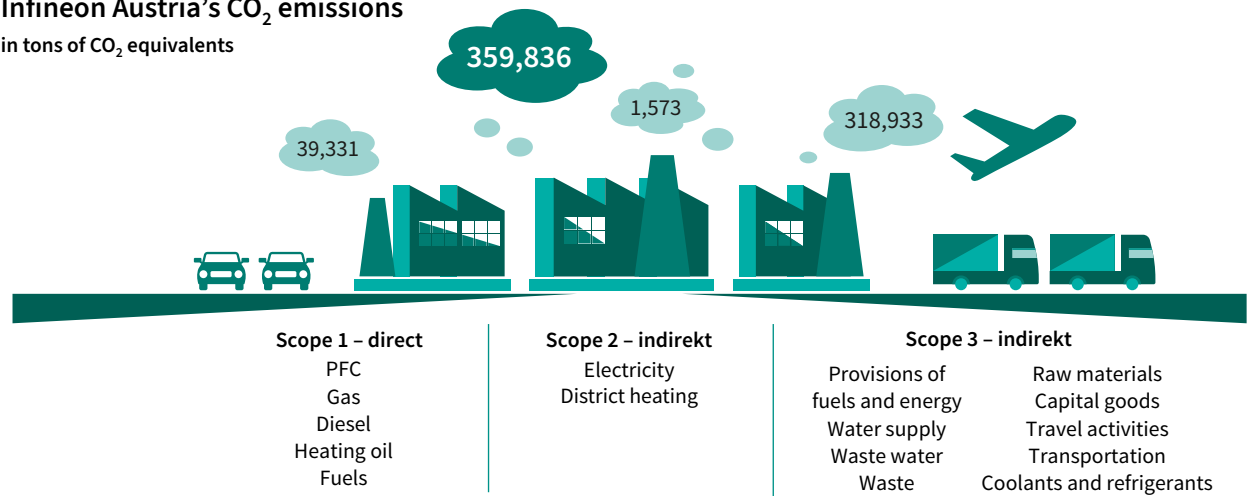 Infineon Austria's CO₂ emissions
in tons of CO₂ equivalents
359,836
1,573
318,933
39,331
Scope 1 – direct
PFC
Gas
Diesel
Heating oil
Fuels
Scope 2 – indirekt
Electricity
District heating
Scope 3 – indirekt
Provisions of
fuels and energy
Water supply
Waste water
Waste
Raw materials
Capital goods
Travel activities
Transportation
Coolants and refrigerants